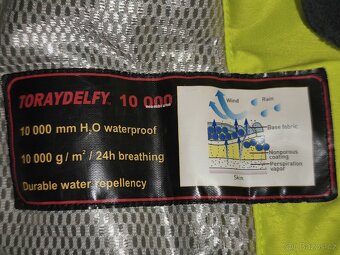 TORAYDELFY 10 000
10 000 mm H₂O waterproof
10 000 g / m² / 24h breathing
Durable water repellency
Wind
Rain
Base fabric
Nonporous
coating
Perspiration
vapor
Skin